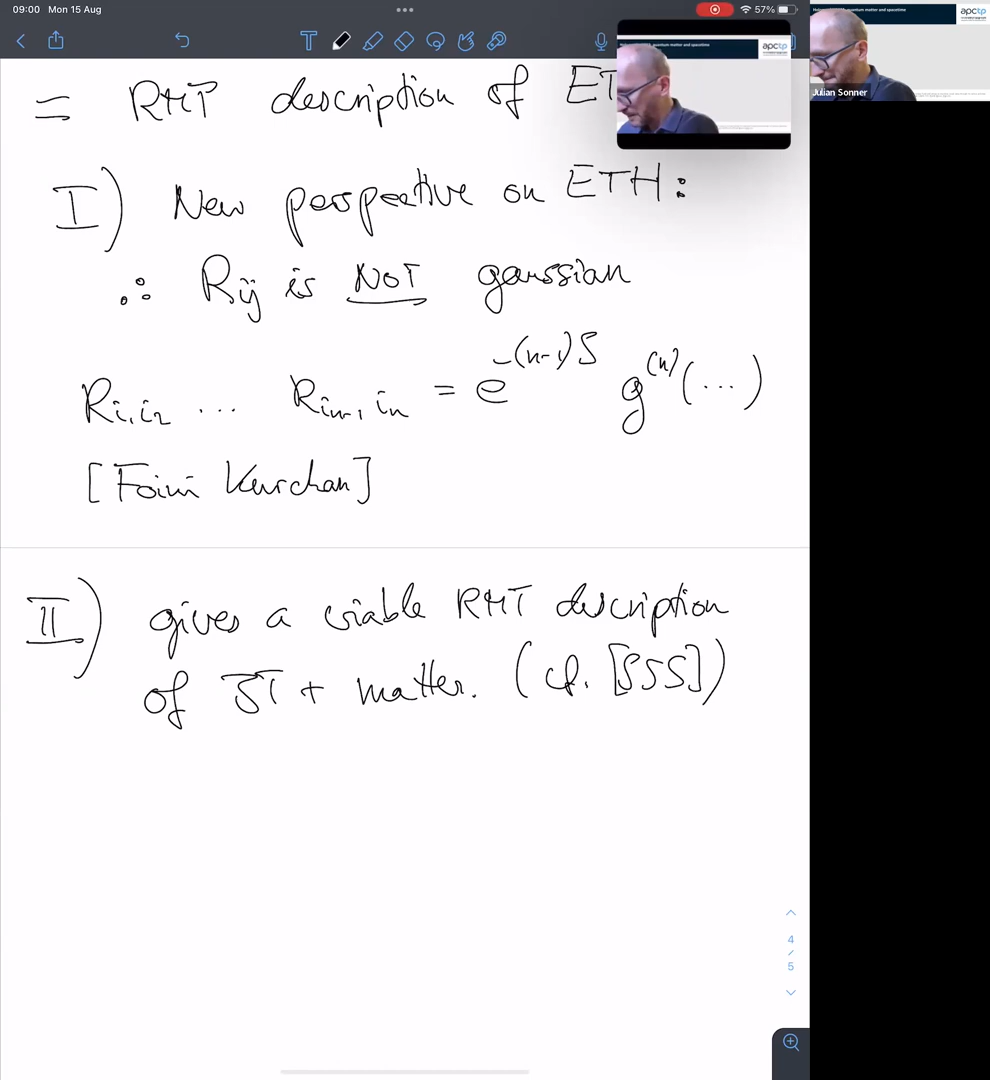 09:00 Mon 15 Aug
57%
apctp
apctp
Julian Sonner
= RMT description of ET
I) New perspective on ETH:
∴ Rij is NOT gaussian
Ri1i2 ... Rin-1in = e^-(n-1)S g^(n)(...)
[Foini Kurchan]
II) gives a viable RMT description
of JT + matter. (cf. [SSS])
4
/
5